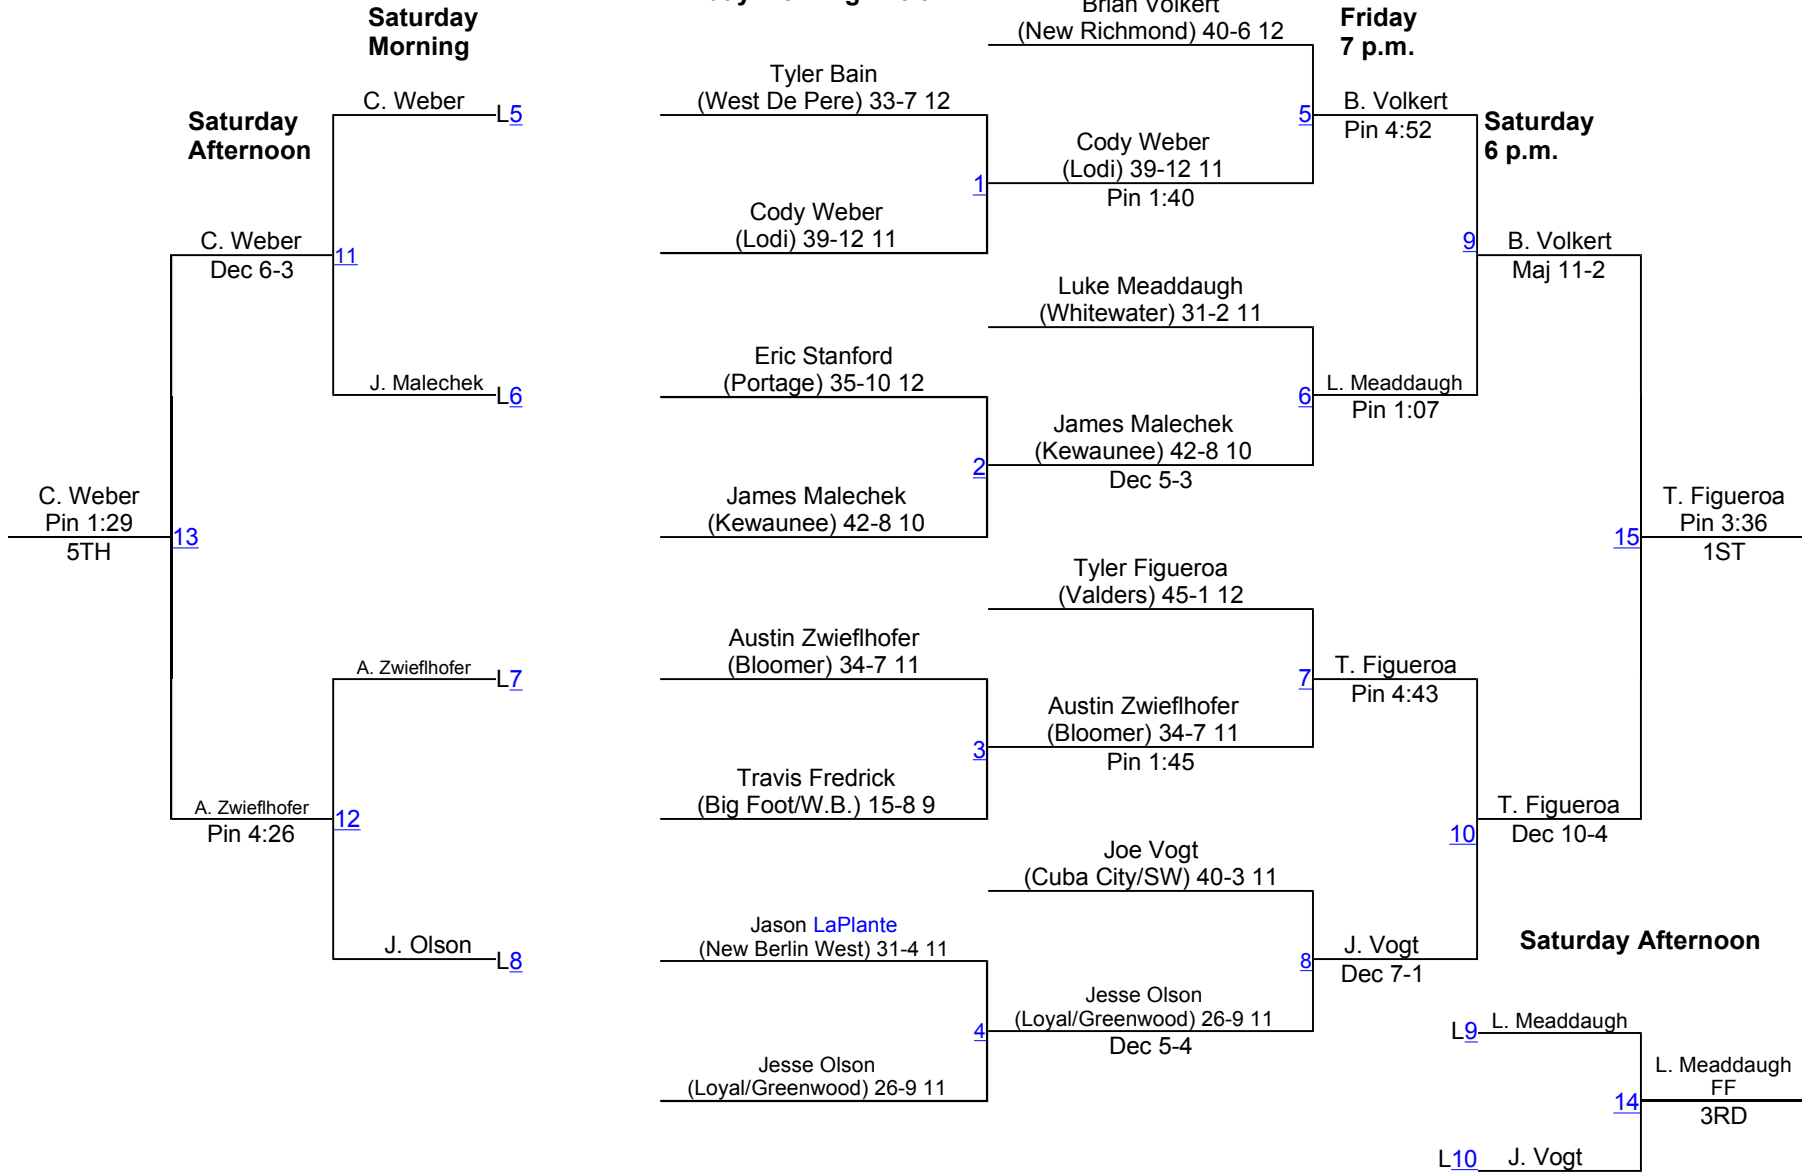 Saturday
Morning
C. Weber
L5
Saturday
Afternoon
C. Weber
Dec 6-3
11
J. Malechek
L6
C. Weber
Pin 1:29
5TH
13
A. Zwieflhofer
L7
A. Zwieflhofer
Pin 4:26
12
J. Olson
L8
Tyler Bain
(West De Pere) 33-7 12
1
Cody Weber
(Lodi) 39-12 11
Eric Stanford
(Portage) 35-10 12
2
James Malechek
(Kewaunee) 42-8 10
Austin Zwieflhofer
(Bloomer) 34-7 11
3
Travis Fredrick
(Big Foot/W.B.) 15-8 9
Jason LaPlante
(New Berlin West) 31-4 11
4
Jesse Olson
(Loyal/Greenwood) 26-9 11
Brian Volkert
(New Richmond) 40-6 12
5
Cody Weber
(Lodi) 39-12 11
Pin 1:40
Luke Meaddaugh
(Whitewater) 31-2 11
6
James Malechek
(Kewaunee) 42-8 10
Dec 5-3
Tyler Figueroa
(Valders) 45-1 12
7
Austin Zwieflhofer
(Bloomer) 34-7 11
Pin 1:45
Joe Vogt
(Cuba City/SW) 40-3 11
8
Jesse Olson
(Loyal/Greenwood) 26-9 11
Dec 5-4
Friday
7 p.m.
B. Volkert
Pin 4:52
9
L. Meaddaugh
Pin 1:07
T. Figueroa
Pin 4:43
10
J. Vogt
Dec 7-1
Saturday
6 p.m.
B. Volkert
Maj 11-2
15
T. Figueroa
Dec 10-4
T. Figueroa
Pin 3:36
1ST
Saturday Afternoon
L9 L. Meaddaugh
14
L10 J. Vogt
L. Meaddaugh
FF
3RD